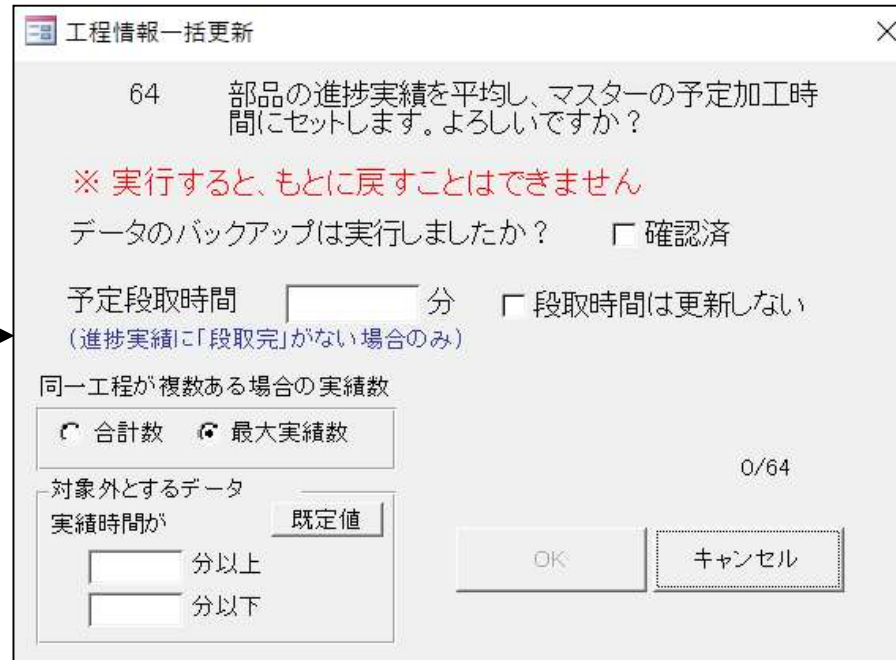 工程情報一括更新
64 部品の進捗実績を平均し、マスターの予定加工時
間にセットします。よろしいですか？
※ 実行すると、もとに戻すことはできません
データのバックアップは実行しましたか？ 確認済
予定段取時間 分 段取時間は更新しない
(進捗実績に「段取完」がない場合のみ)
同一工程が複数ある場合の実績数
合計数 最大実績数
0/64
対象外とするデータ
実績時間が 既定値
分以上
分以下
OK キャンセル